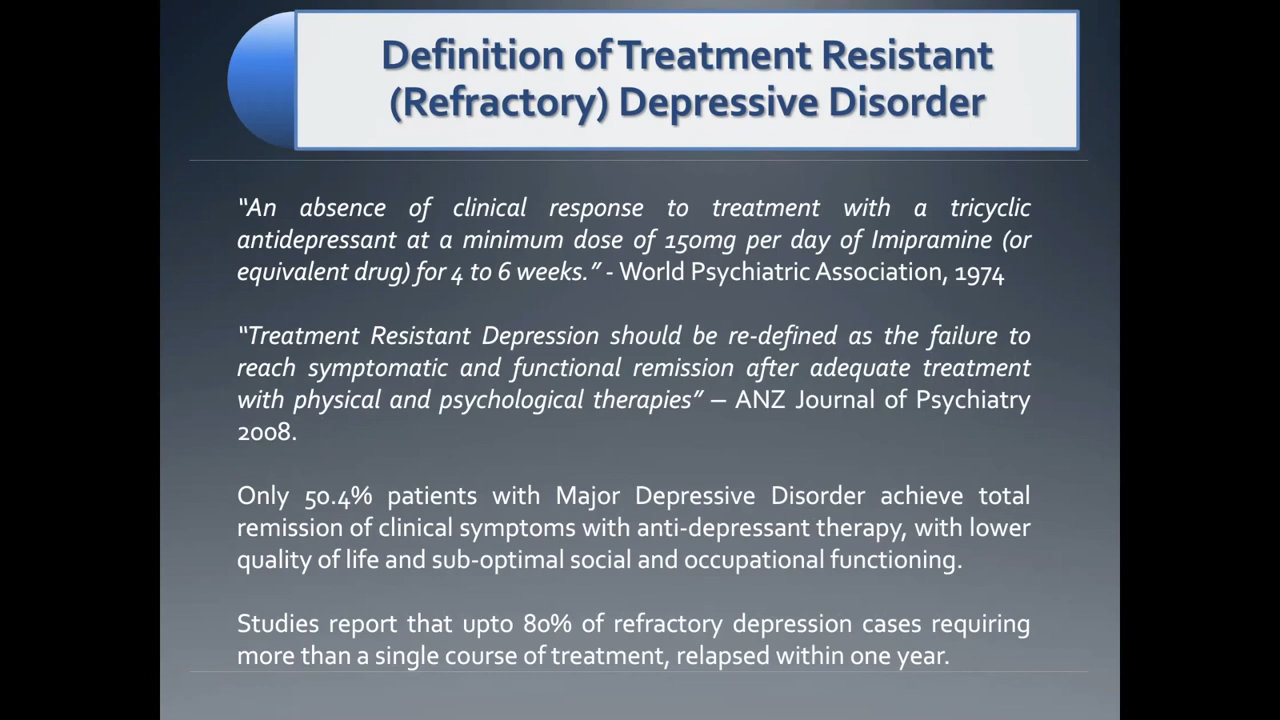 Definition of Treatment Resistant
(Refractory) Depressive Disorder
“An absence of clinical response to treatment with a tricyclic
antidepressant at a minimum dose of 150mg per day of Imipramine (or
equivalent drug) for 4 to 6 weeks.” - World Psychiatric Association, 1974
“Treatment Resistant Depression should be re-defined as the failure to
reach symptomatic and functional remission after adequate treatment
with physical and psychological therapies” – ANZ Journal of Psychiatry
2008.
Only 50.4% patients with Major Depressive Disorder achieve total
remission of clinical symptoms with anti-depressant therapy, with lower
quality of life and sub-optimal social and occupational functioning.
Studies report that upto 80% of refractory depression cases requiring
more than a single course of treatment, relapsed within one year.